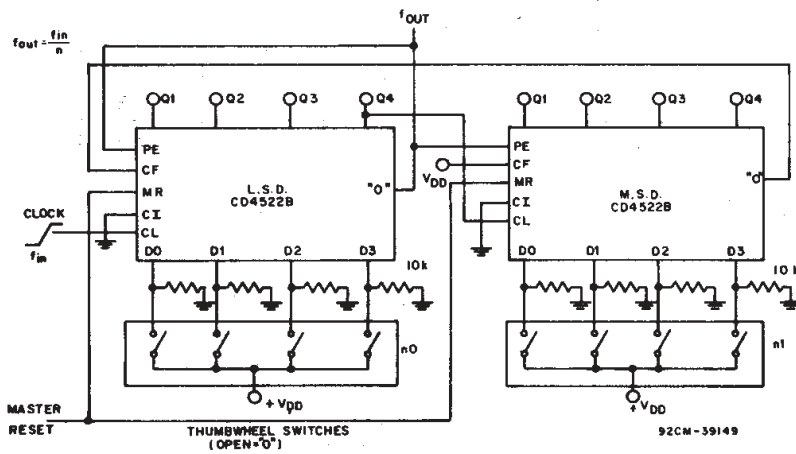 fOUT
fout = fin/n
Q1 Q2 Q3 Q4
Q1 Q2 Q3 Q4
PE
CF
MR
CI
CL
L.S.D.
CD4522B
"0"
VDD
PE
CF
MR
CI
CL
M.S.D.
CD4522B
"0"
CLOCK
fin
D0 D1 D2 D3
D0 D1 D2 D3
10k
10k
n0
n1
+ VDD
+ VDD
MASTER
RESET
THUMBWHEEL SWITCHES
(OPEN="0")
92CM-39149